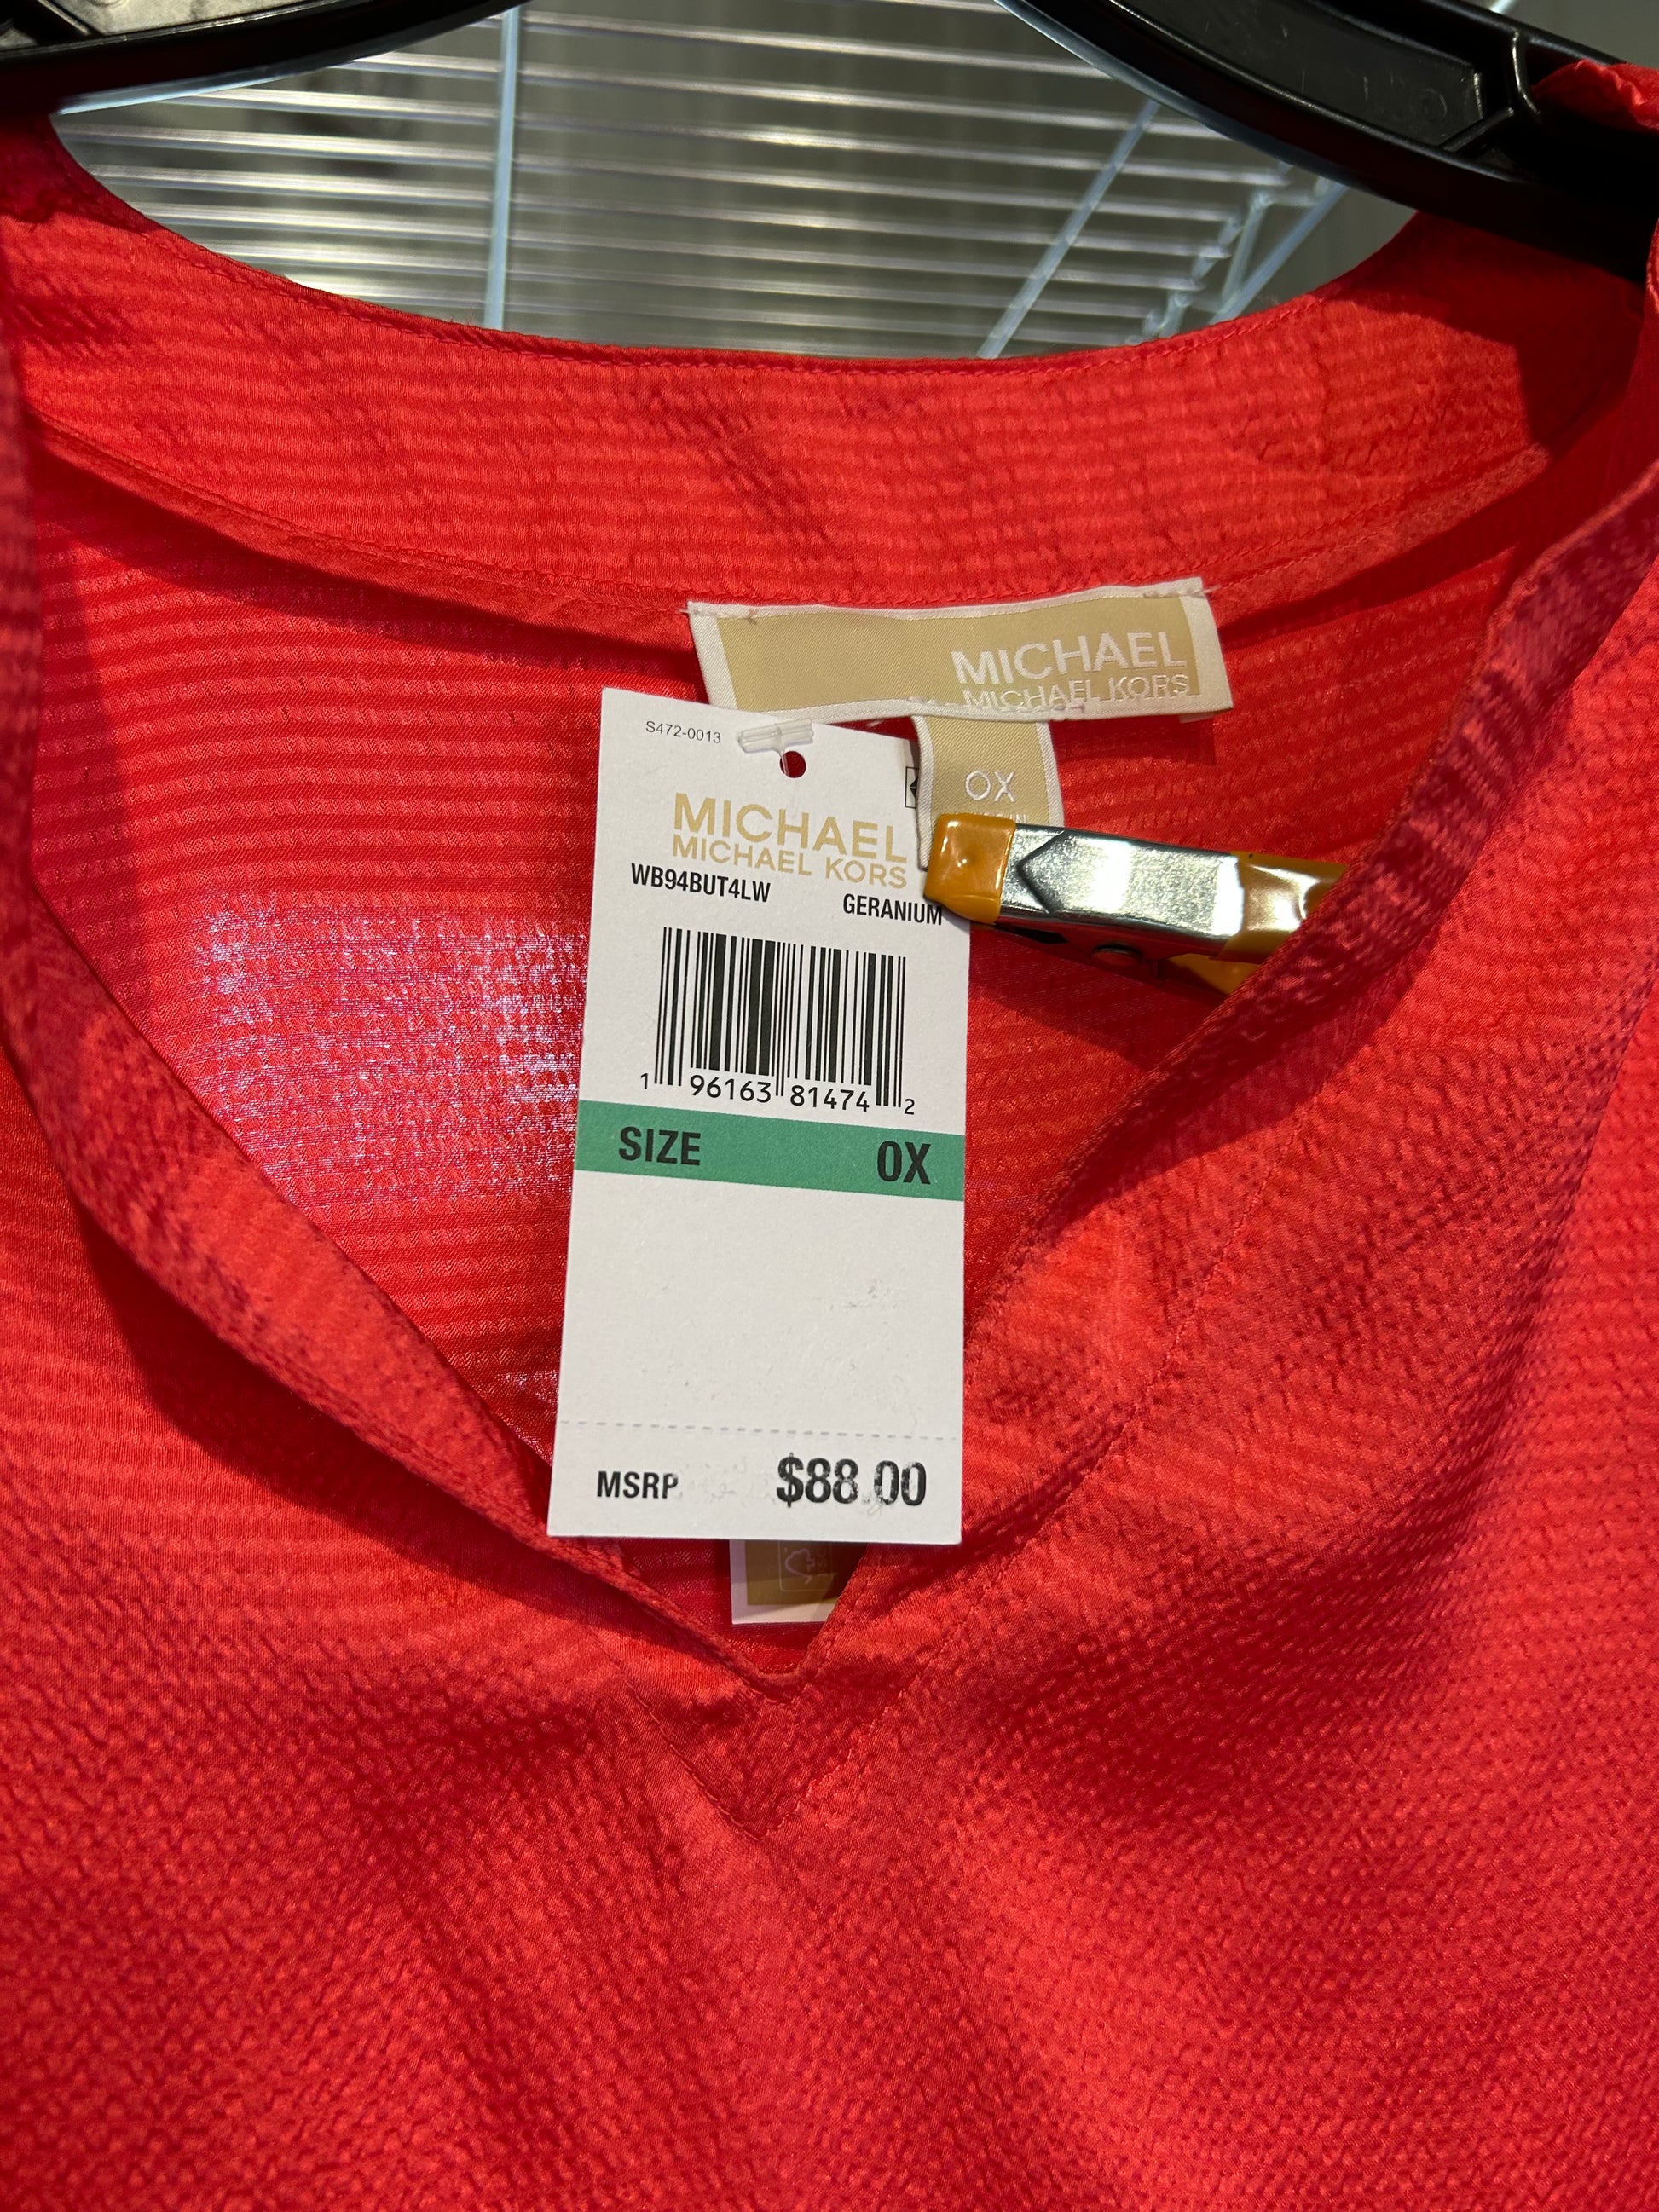 MICHAEL
MICHAEL KORS
S472-0013
0X
MICHAEL
MICHAEL KORS
WB94BUT4LW GERANIUM
1 96163 81474 2
SIZE 0X
MSRP $88.00